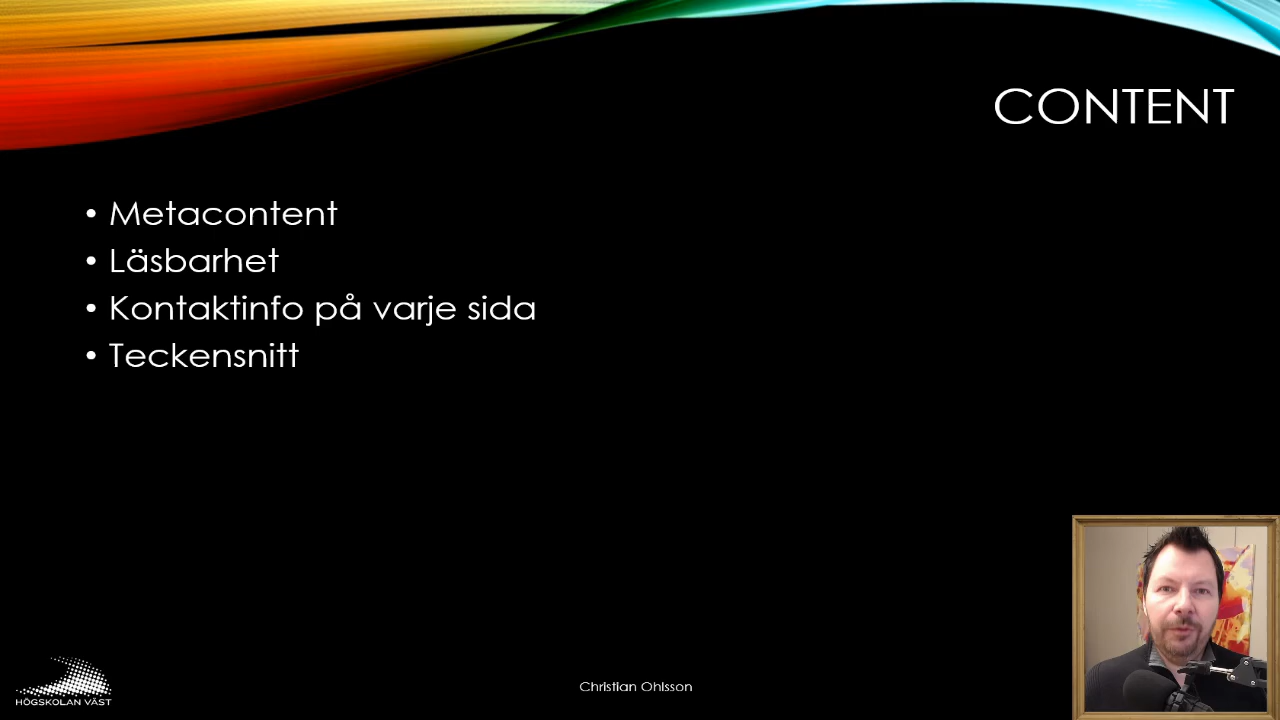 CONTENT
• Metacontent
• Läsbarhet
• Kontaktinfo på varje sida
• Teckensnitt
HÖGSKOLAN VÄST
Christian Ohlsson